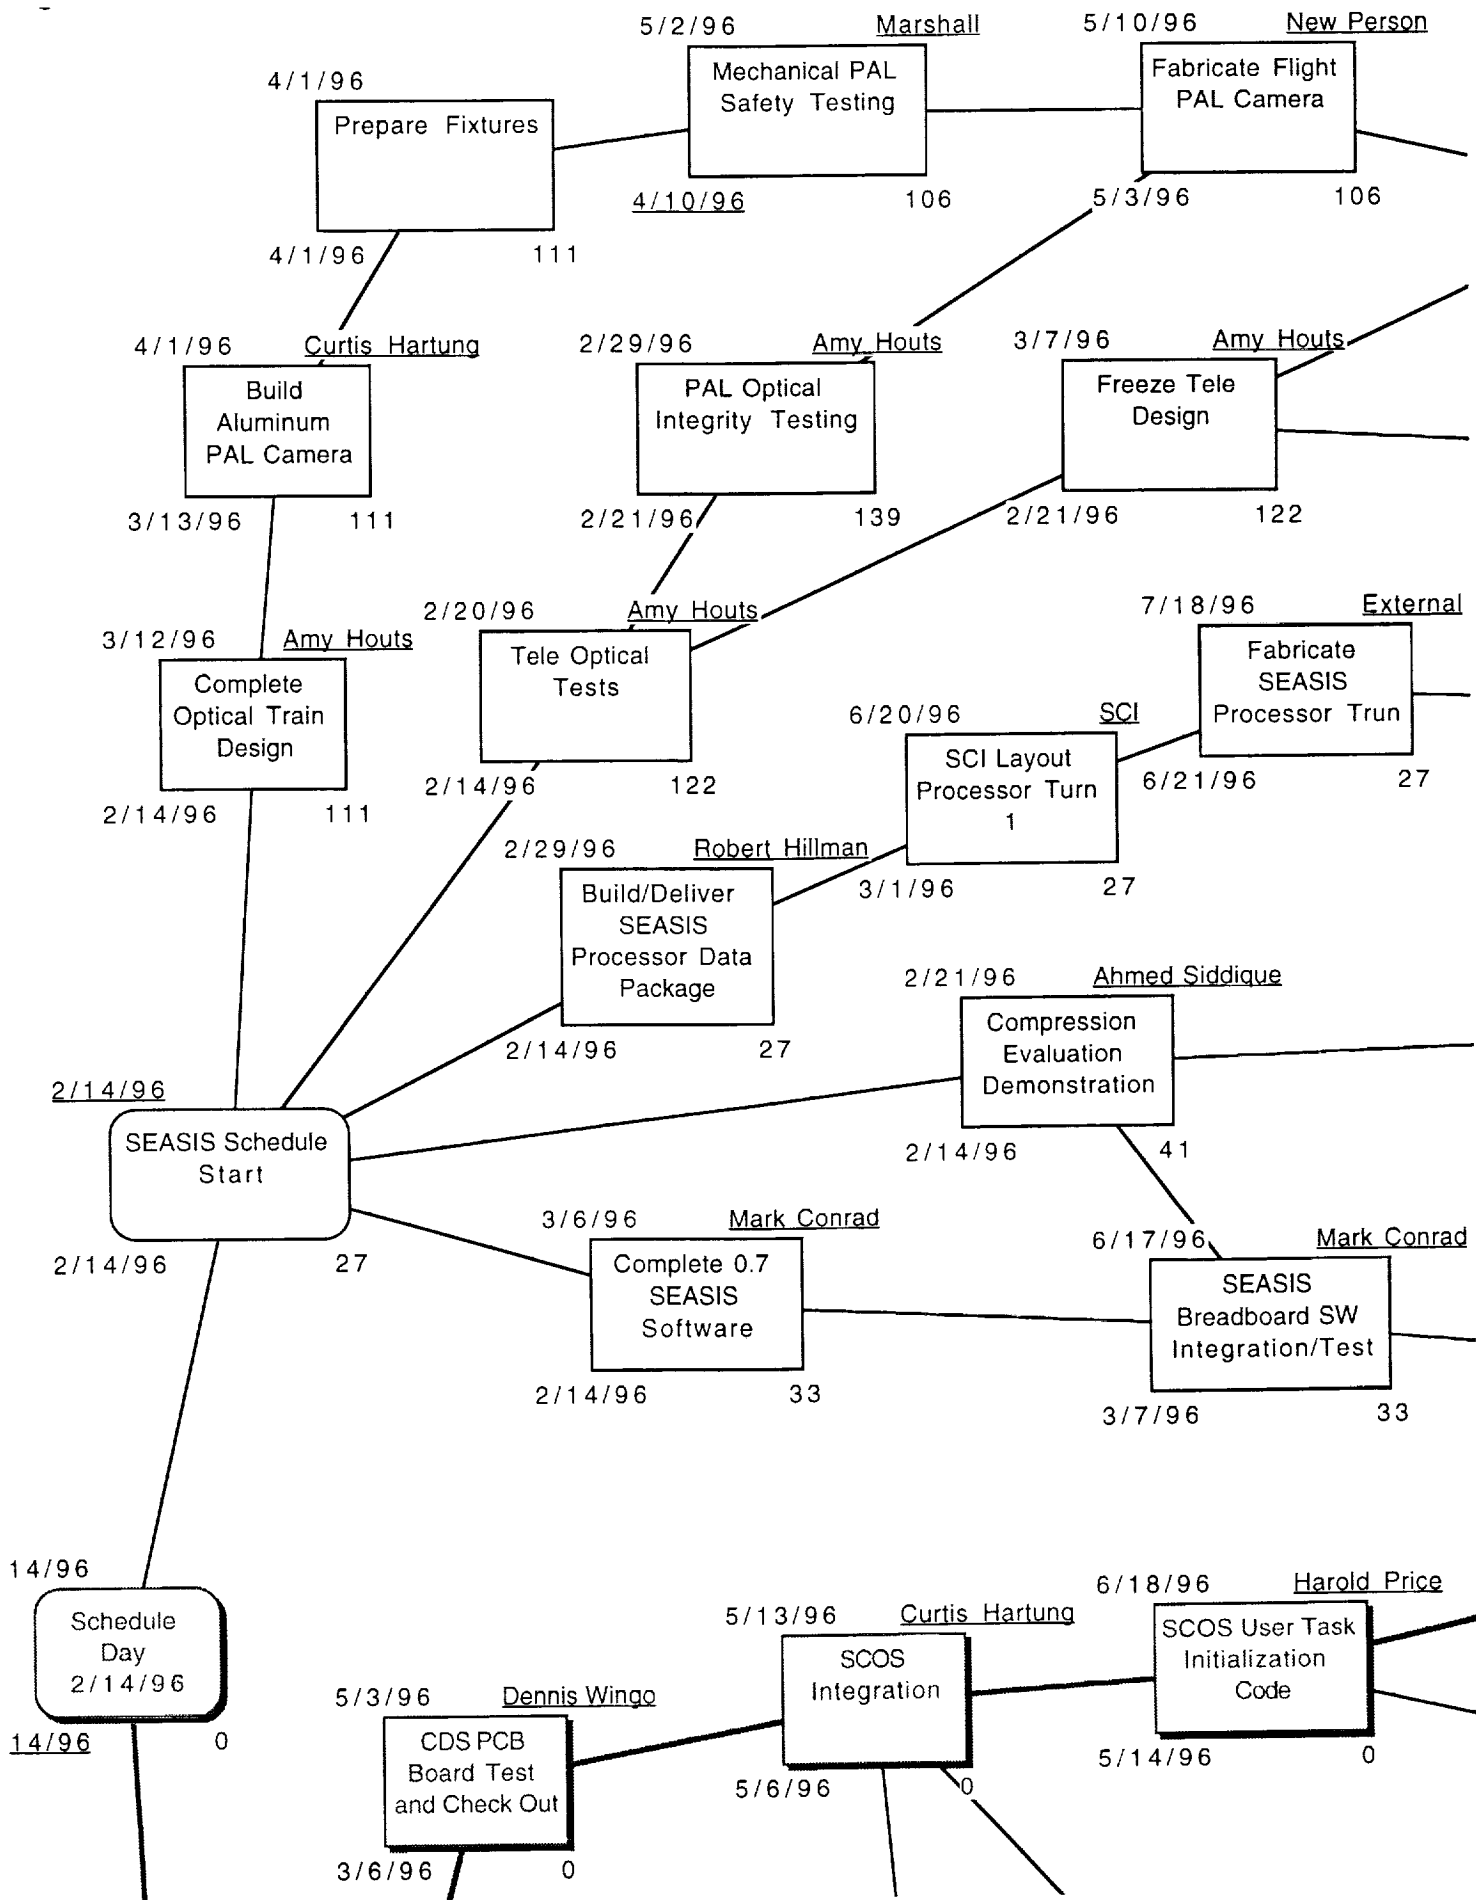 5/2/96
Marshall
Mechanical PAL
Safety Testing
4/10/96
106
5/10/96
New Person
Fabricate Flight
PAL Camera
5/3/96
106
4/1/96
Prepare Fixtures
4/1/96
111
4/1/96
Curtis Hartung
Build
Aluminum
PAL Camera
3/13/96
111
2/29/96
Amy Houts
PAL Optical
Integrity Testing
2/21/96
139
3/7/96
Amy Houts
Freeze Tele
Design
2/21/96
122
3/12/96
Amy Houts
Complete
Optical Train
Design
2/14/96
111
2/20/96
Amy Houts
Tele Optical
Tests
2/14/96
122
7/18/96
External
Fabricate
SEASIS
Processor Trun
6/21/96
27
6/20/96
SCI
SCI Layout
Processor Turn
1
3/1/96
27
2/29/96
Robert Hillman
Build/Deliver
SEASIS
Processor Data
Package
2/14/96
27
2/21/96
Ahmed Siddique
Compression
Evaluation
Demonstration
2/14/96
41
2/14/96
SEASIS Schedule
Start
2/14/96
27
3/6/96
Mark Conrad
Complete 0.7
SEASIS
Software
2/14/96
33
6/17/96
Mark Conrad
SEASIS
Breadboard SW
Integration/Test
3/7/96
33
14/96
Schedule
Day
2/14/96
14/96
0
5/3/96
Dennis Wingo
CDS PCB
Board Test
and Check Out
3/6/96
0
5/13/96
Curtis Hartung
SCOS
Integration
5/6/96
0
6/18/96
Harold Price
SCOS User Task
Initialization
Code
5/14/96
0